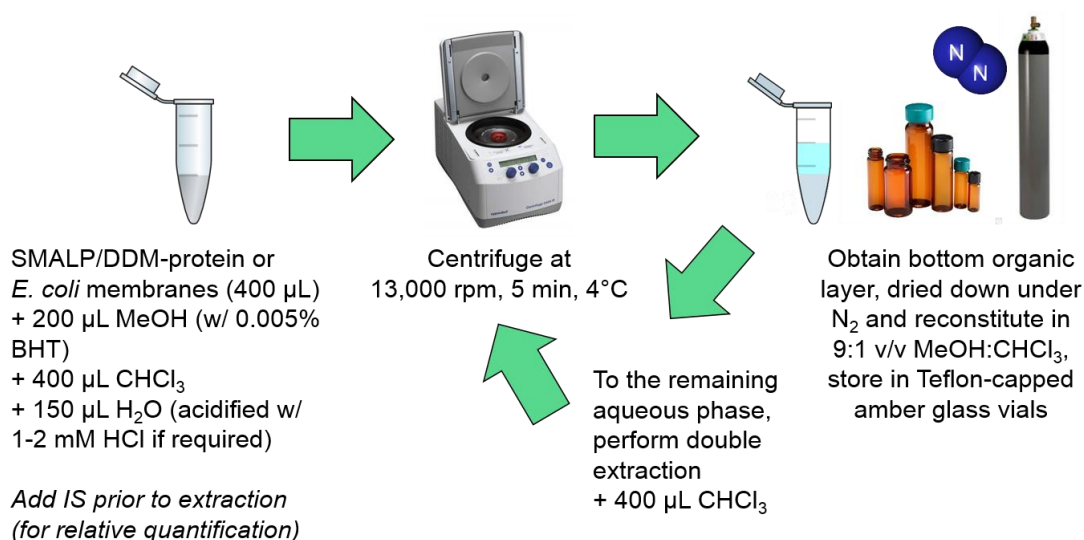 N
N
SMALP/DDM-protein or
E. coli membranes (400 µL)
+ 200 µL MeOH (w/ 0.005%
BHT)
+ 400 µL CHCl₃
+ 150 µL H₂O (acidified w/
1-2 mM HCl if required)
Add IS prior to extraction
(for relative quantification)
Centrifuge at
13,000 rpm, 5 min, 4°C
To the remaining
aqueous phase,
perform double
extraction
+ 400 µL CHCl₃
Obtain bottom organic
layer, dried down under
N₂ and reconstitute in
9:1 v/v MeOH:CHCl₃,
store in Teflon-capped
amber glass vials